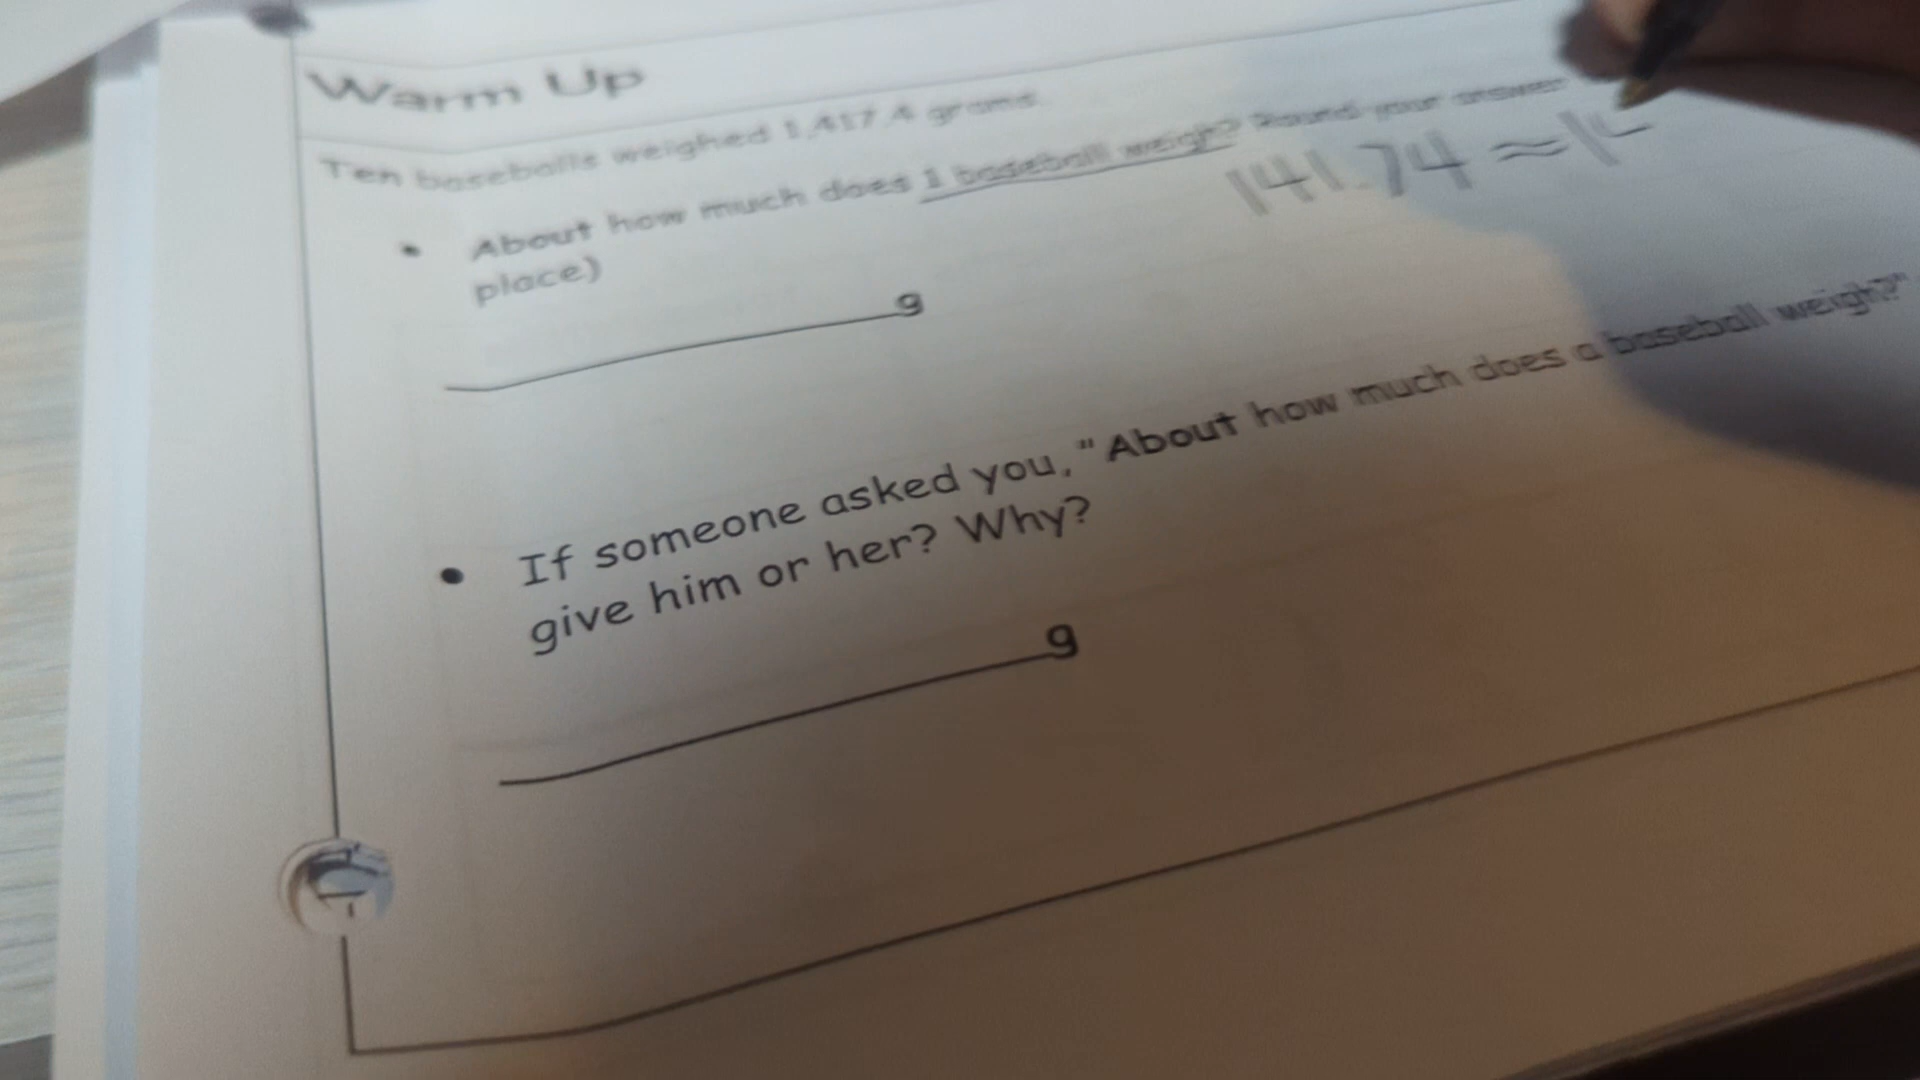 Warm Up
Ten baseballs weighed 1,417.4 grams.
• About how much does 1 baseball weigh? Round your answer
141.74 ≈ 1
place)
g
• If someone asked you, "About how much does a baseball weigh?"
give him or her? Why?
g